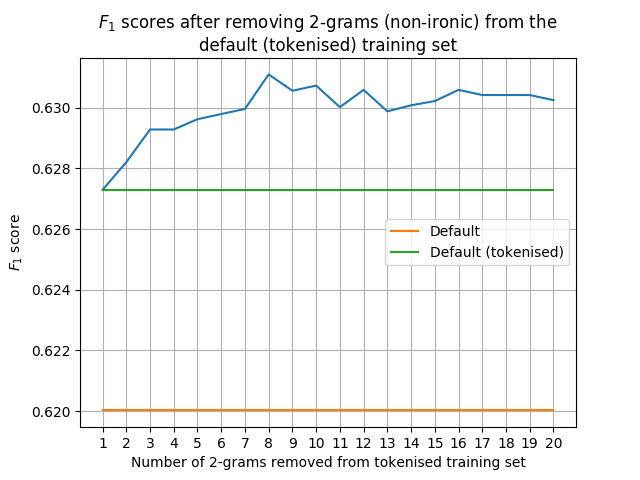 F₁ scores after removing 2-grams (non-ironic) from the
default (tokenised) training set
F₁ score
0.630
0.628
0.626
0.624
0.622
0.620
Default
Default (tokenised)
1 2 3 4 5 6 7 8 9 10 11 12 13 14 15 16 17 18 19 20
Number of 2-grams removed from tokenised training set